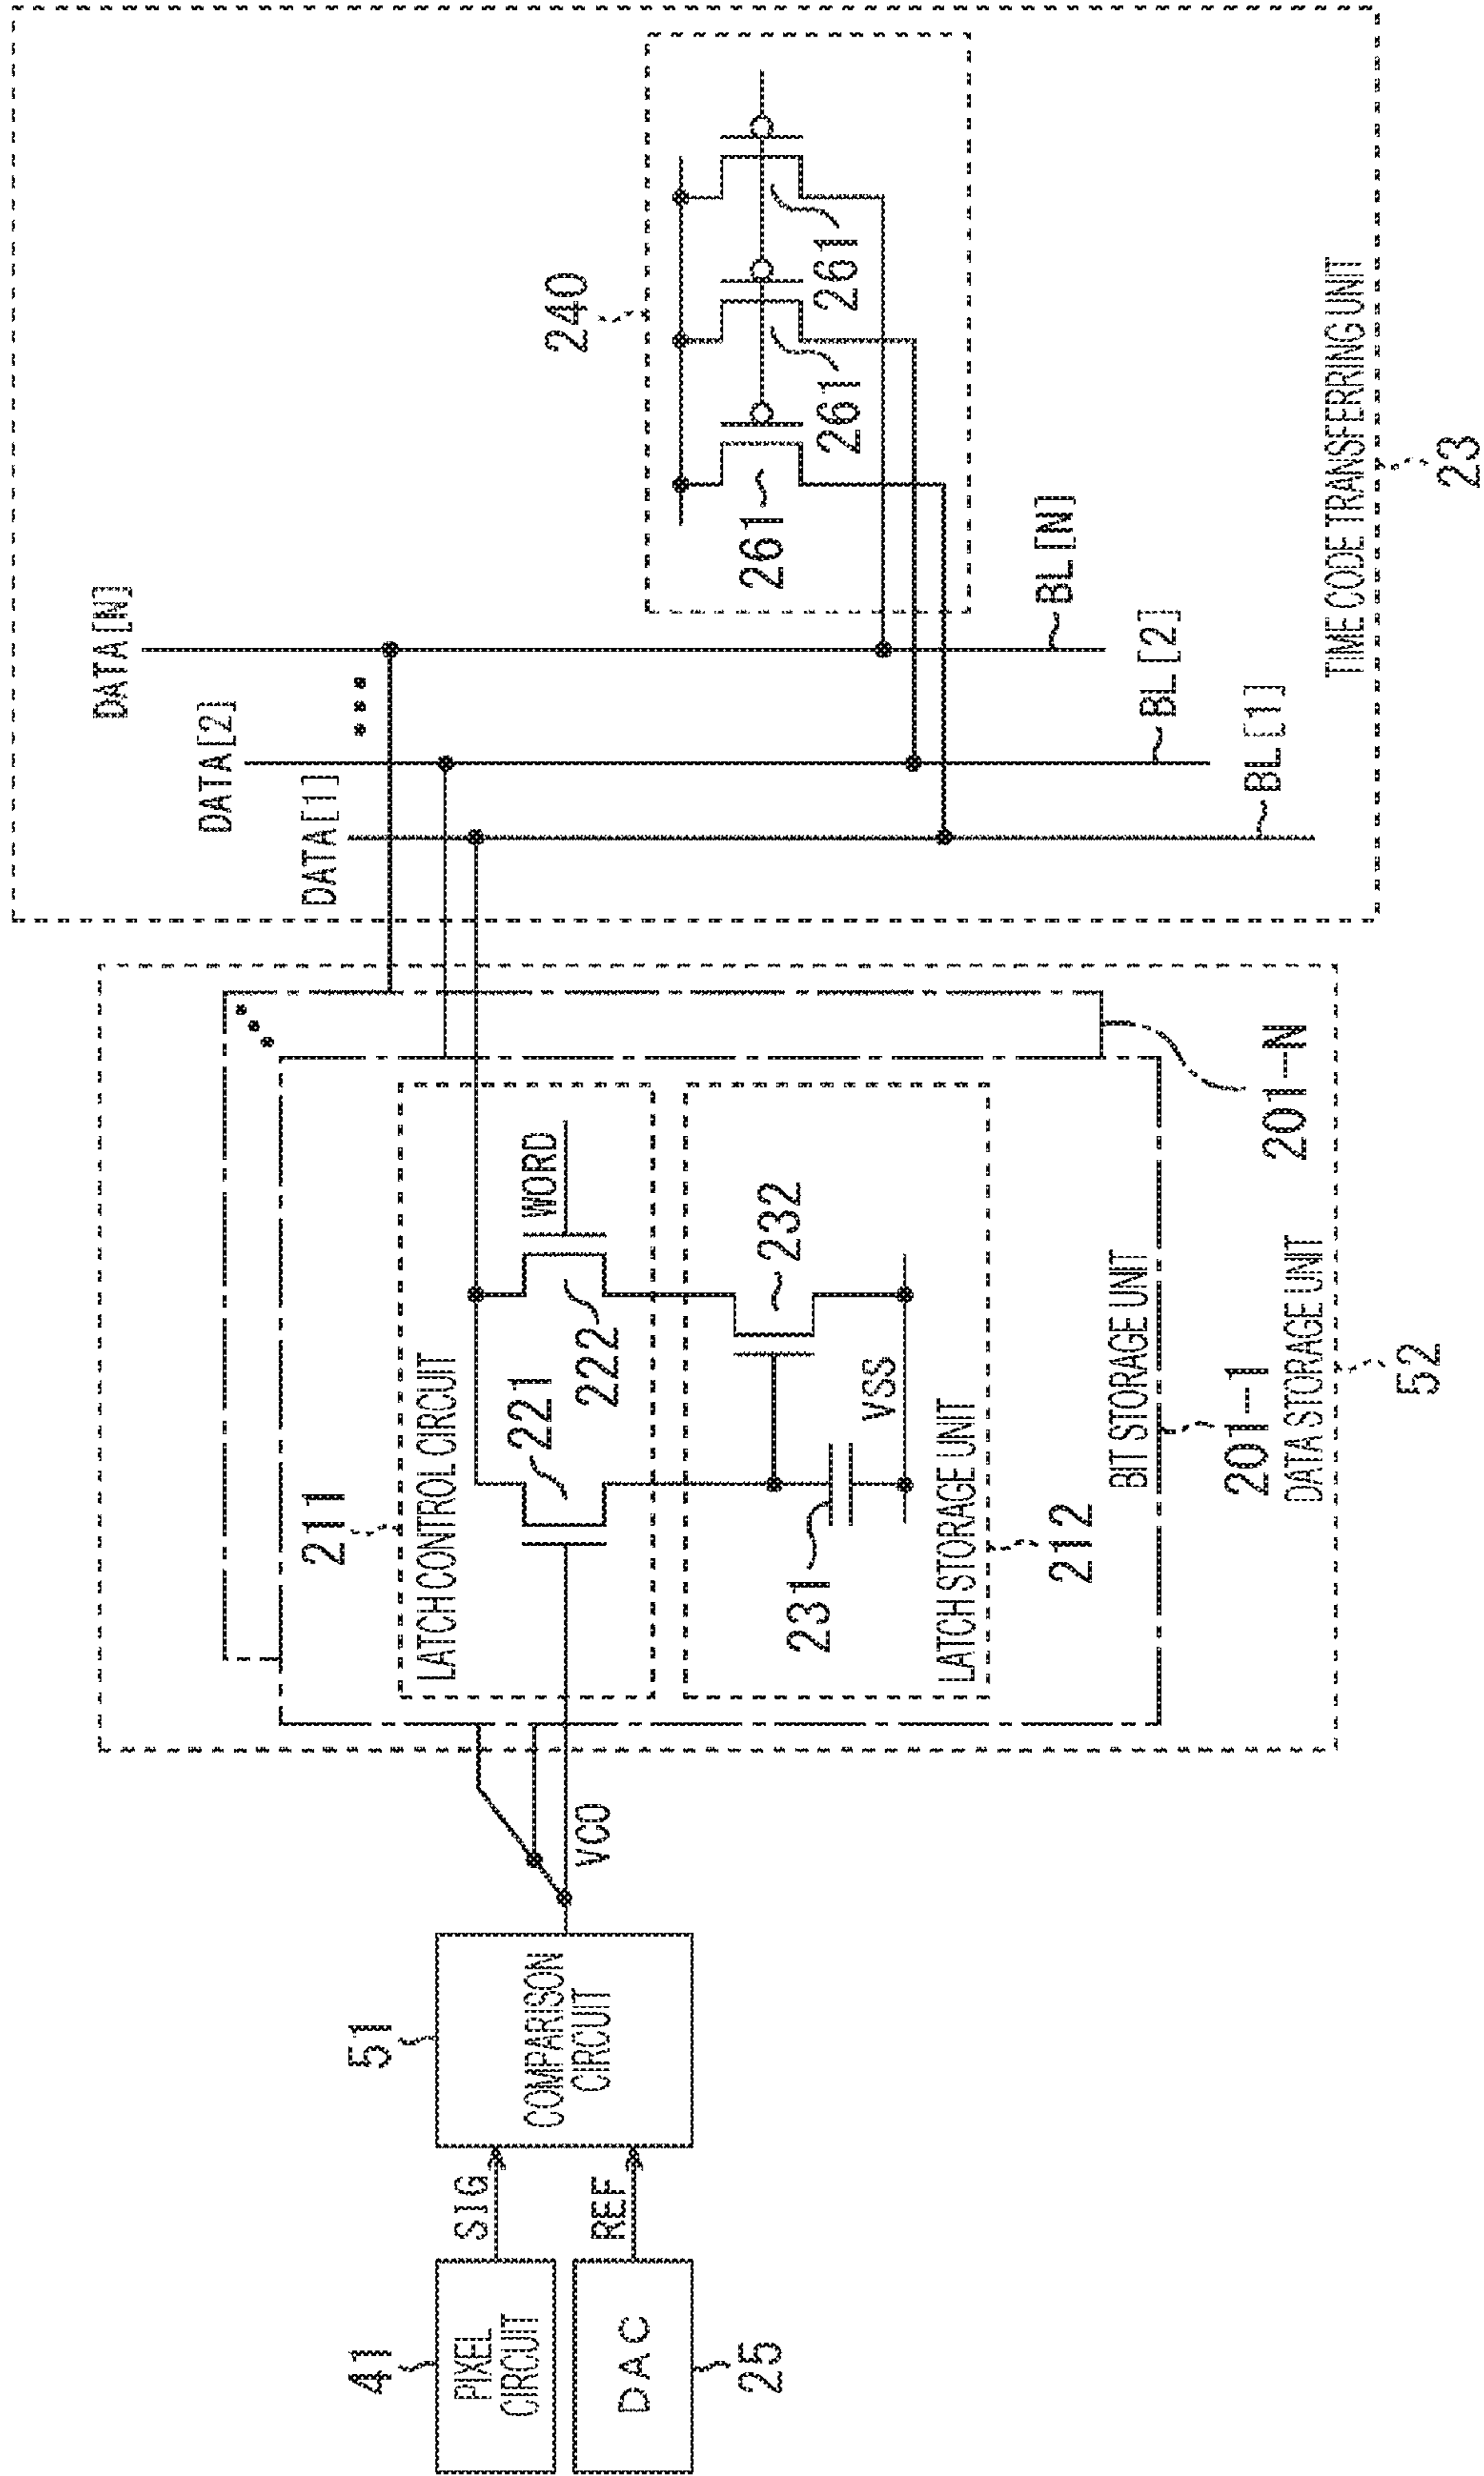 41
PIXEL
CIRCUIT
SIG
DAC
25
REF
51
COMPARISON
CIRCUIT
VCO
211
LATCH CONTROL CIRCUIT
221
222
WORD
231
232
VSS
LATCH STORAGE UNIT
212
BIT STORAGE UNIT
201-1
201-N
DATA STORAGE UNIT
52
DATA[1]
DATA[2]
DATA[N]
BL[1]
BL[2]
BL[N]
240
261
261
261
TIME CODE TRANSFERRING UNIT
23